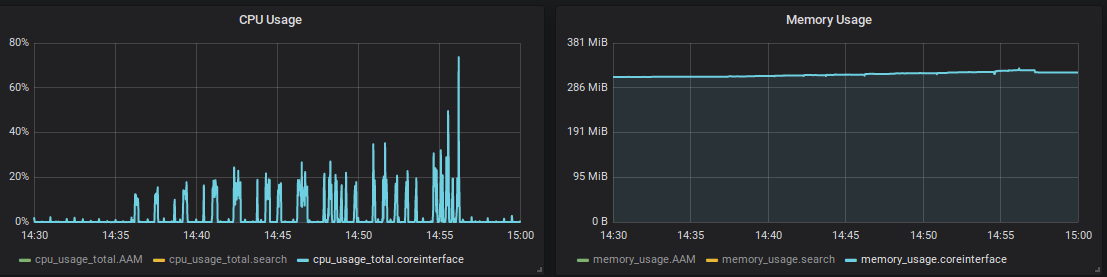 CPU Usage
80%
60%
40%
20%
0%
14:30 14:35 14:40 14:45 14:50 14:55 15:00
cpu_usage_total.AAM cpu_usage_total.search cpu_usage_total.coreinterface
Memory Usage
381 MiB
286 MiB
191 MiB
95 MiB
0 B
14:30 14:35 14:40 14:45 14:50 14:55 15:00
memory_usage.AAM memory_usage.search memory_usage.coreinterface